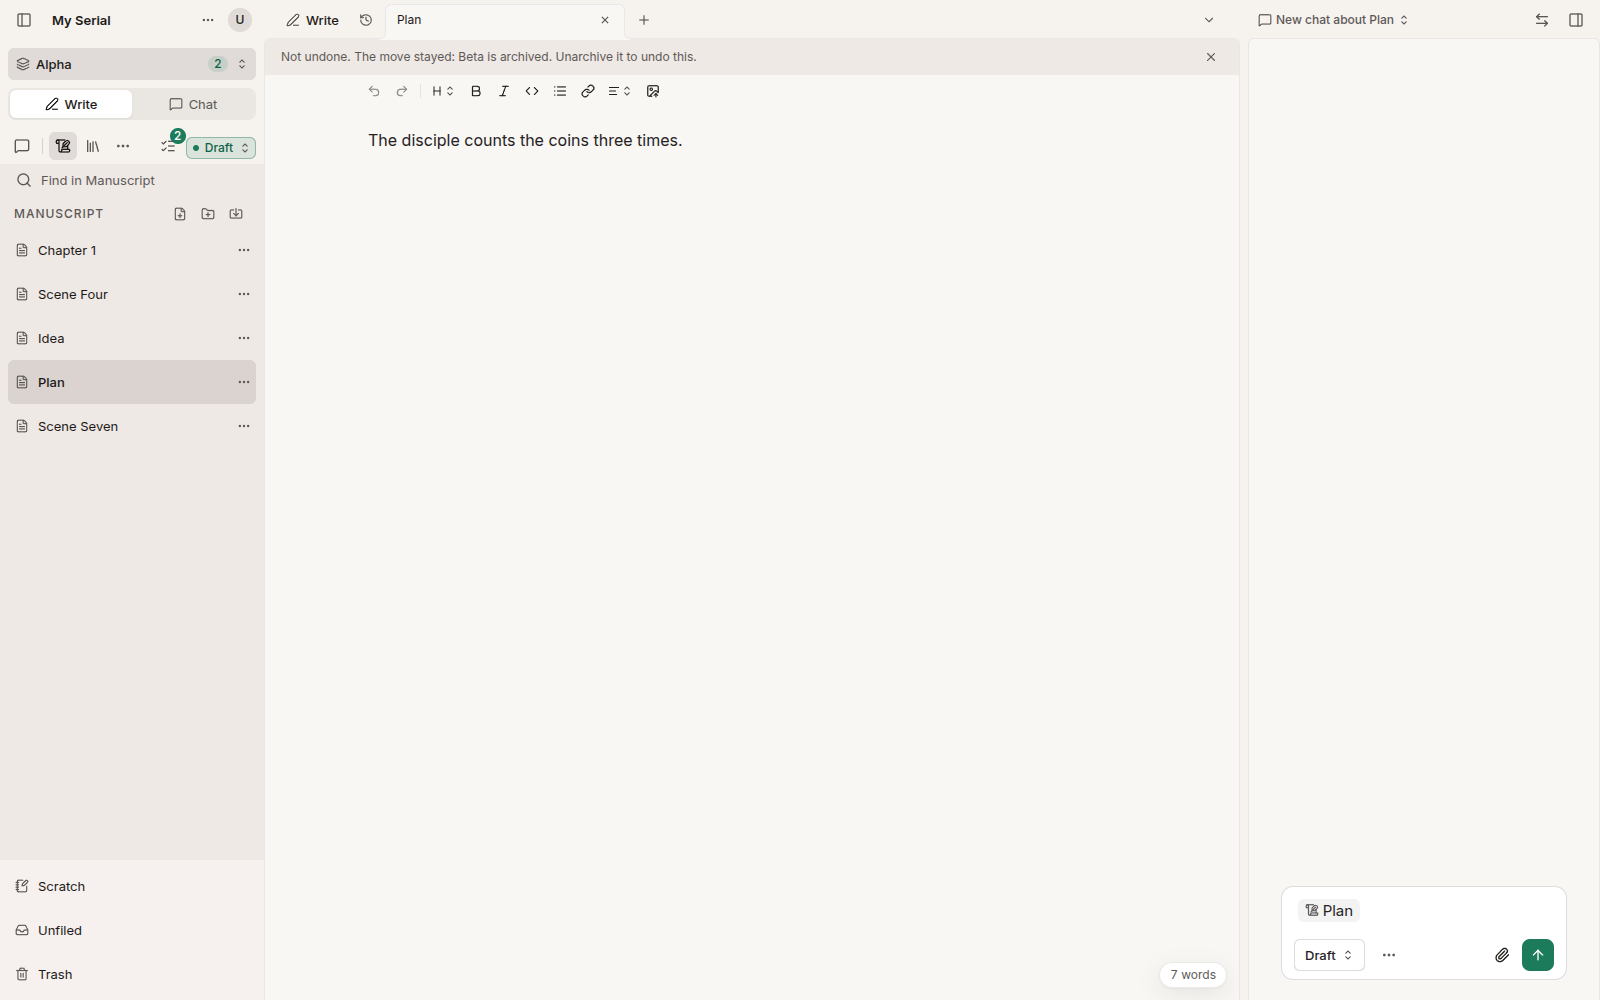 My Serial
U
Alpha
2
Write
Chat
2
Draft
Find in Manuscript
MANUSCRIPT
Chapter 1
Scene Four
Idea
Plan
Scene Seven
Scratch
Unfiled
Trash
Write
Plan
Not undone. The move stayed: Beta is archived. Unarchive it to undo this.
H
B
I
The disciple counts the coins three times.
7 words
New chat about Plan
Plan
Draft